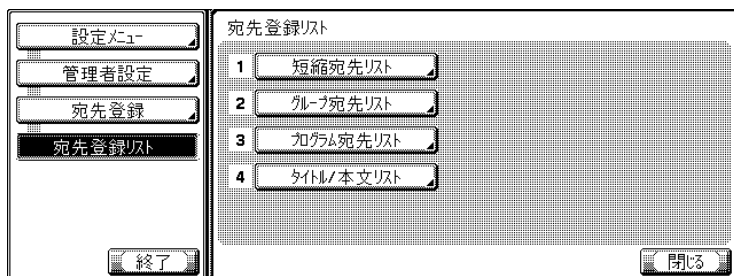 設定ﾒﾆｭｰ
管理者設定
宛先登録
宛先登録ﾘｽﾄ
終了
宛先登録ﾘｽﾄ
1 短縮宛先ﾘｽﾄ
2 ｸﾞﾙｰﾌﾟ宛先ﾘｽﾄ
3 ﾌﾟﾛｸﾞﾗﾑ宛先ﾘｽﾄ
4 ﾀｲﾄﾙ/本文ﾘｽﾄ
閉じる